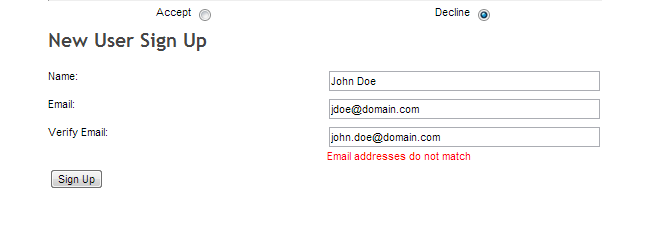 Accept Decline
New User Sign Up
Name: John Doe
Email: jdoe@domain.com
Verify Email: john.doe@domain.com
Email addresses do not match
Sign Up